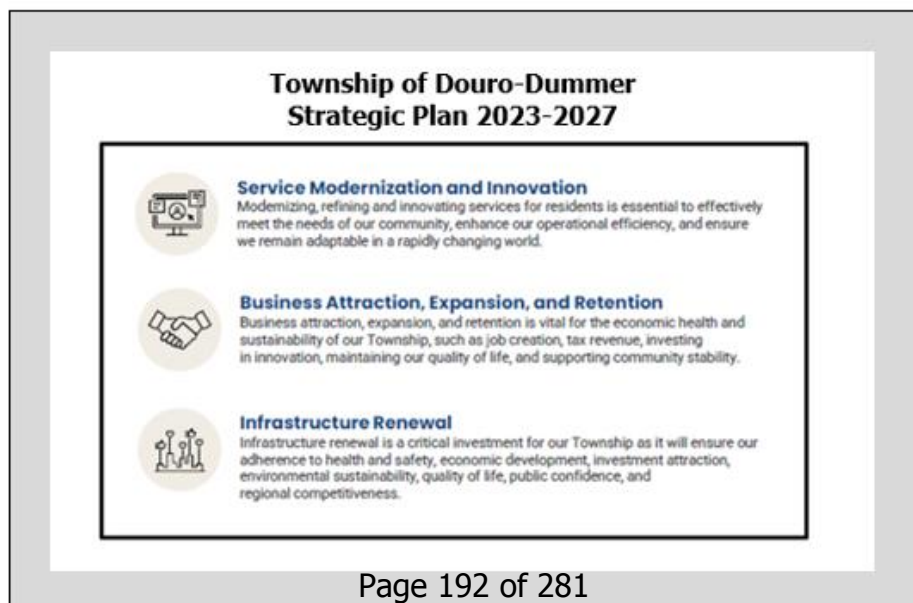 Township of Douro-Dummer
Strategic Plan 2023-2027
Service Modernization and Innovation
Modernizing, refining and innovating services for residents is essential to effectively
meet the needs of our community, enhance our operational efficiency, and ensure
we remain adaptable in a rapidly changing world.
Business Attraction, Expansion, and Retention
Business attraction, expansion, and retention is vital for the economic health and
sustainability of our Township, such as job creation, tax revenue, investing
in innovation, maintaining our quality of life, and supporting community stability.
Infrastructure Renewal
Infrastructure renewal is a critical investment for our Township as it will ensure our
adherence to health and safety, economic development, investment attraction,
environmental sustainability, quality of life, public confidence, and
regional competitiveness.
Page 192 of 281